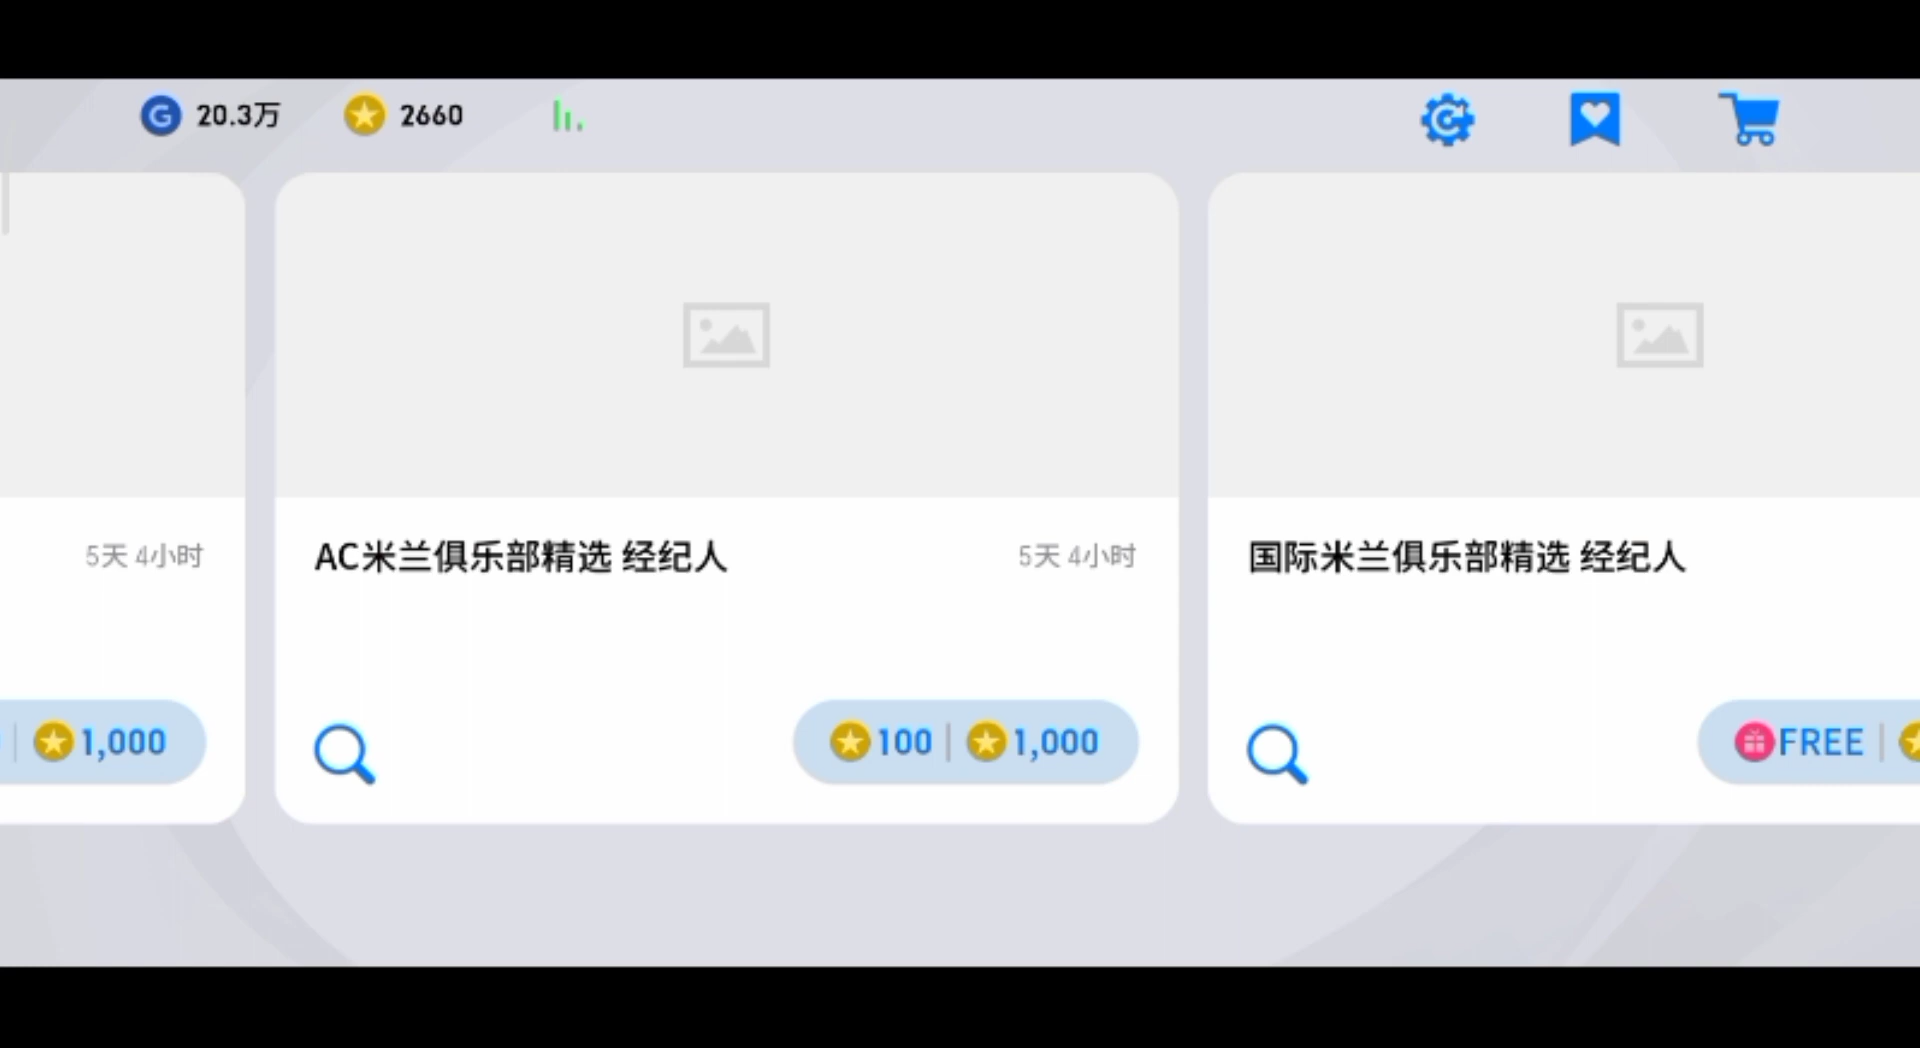 G 20.3万 2660
5天 4小时
1,000
AC米兰俱乐部精选 经纪人 5天 4小时
100 | 1,000
国际米兰俱乐部精选 经纪人
FREE |